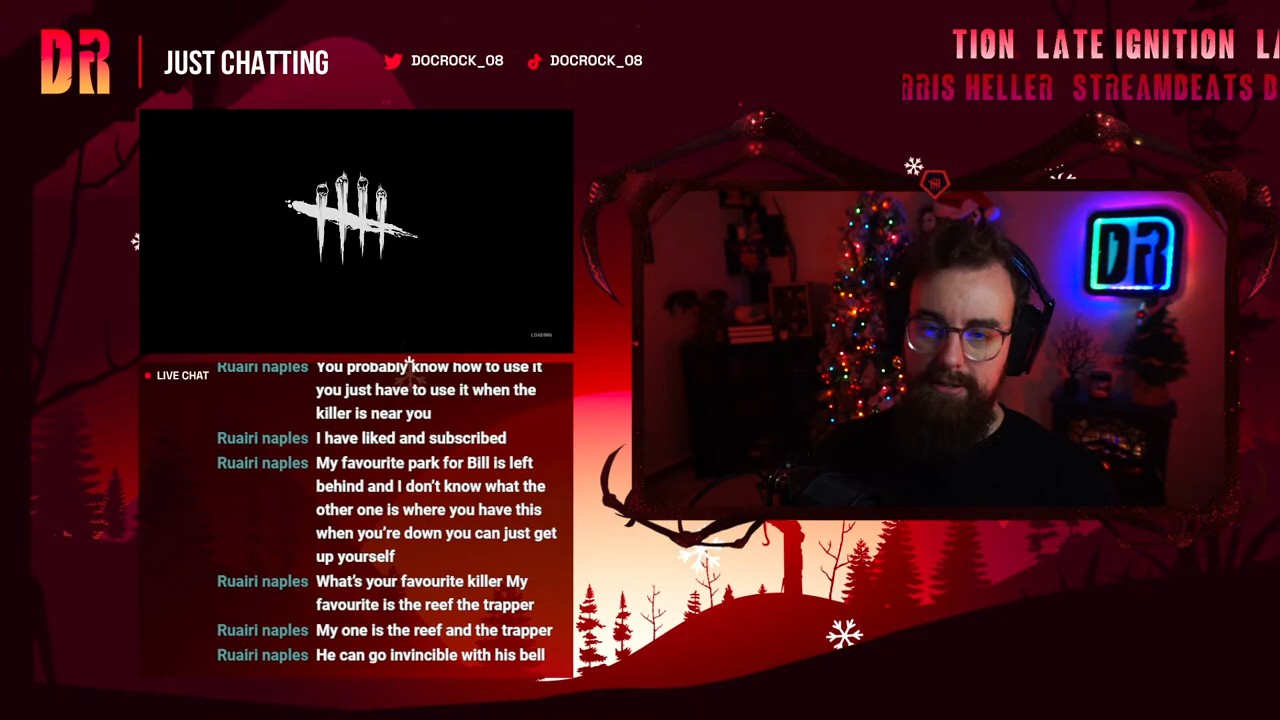 DR
JUST CHATTING
DOCROCK_08
DOCROCK_08
TION LATE IGNITION LA
RRIS HELLER STREAMBEATS D
LOADING
DR
LIVE CHAT
Ruairi naples You probably know how to use it
you just have to use it when the
killer is near you
Ruairi naples I have liked and subscribed
Ruairi naples My favourite park for Bill is left
behind and I don't know what the
other one is where you have this
when you're down you can just get
up yourself
Ruairi naples What's your favourite killer My
favourite is the reef the trapper
Ruairi naples My one is the reef and the trapper
Ruairi naples He can go invincible with his bell